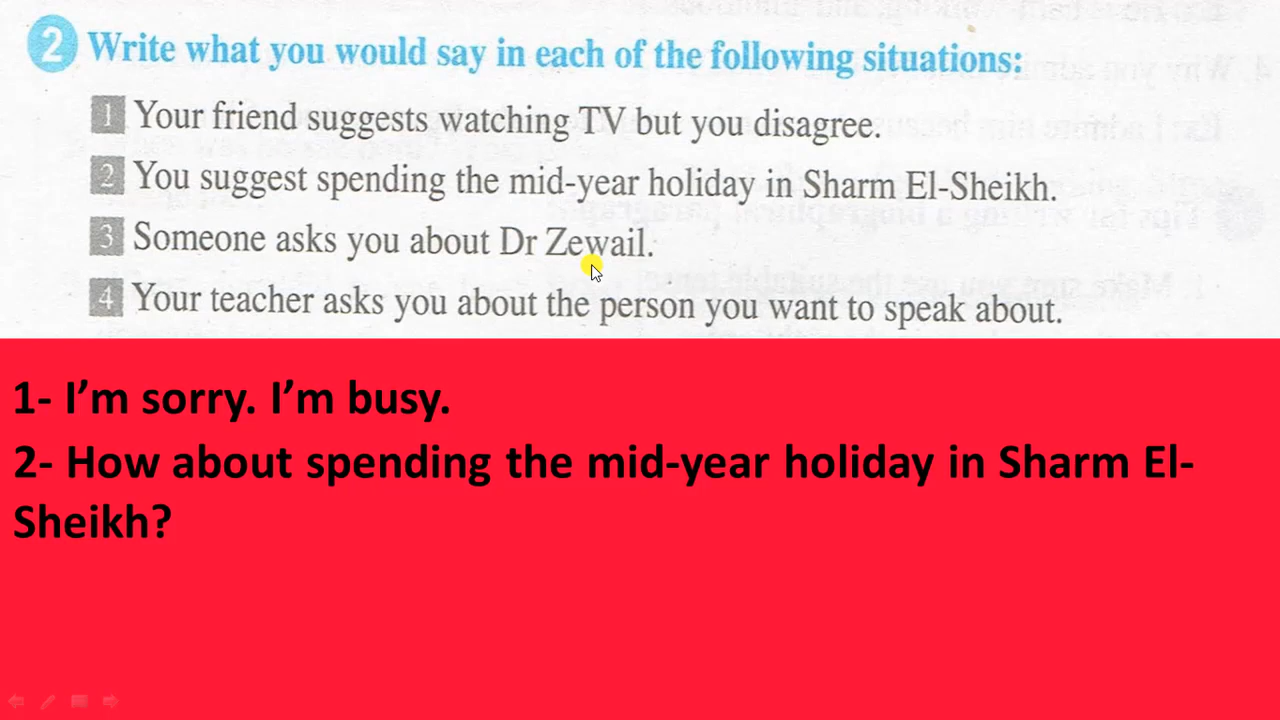 2 Write what you would say in each of the following situations:
1 Your friend suggests watching TV but you disagree.
2 You suggest spending the mid-year holiday in Sharm El-Sheikh.
3 Someone asks you about Dr Zewail.
4 Your teacher asks you about the person you want to speak about.
1- I’m sorry. I’m busy.
2- How about spending the mid-year holiday in Sharm El-
Sheikh?